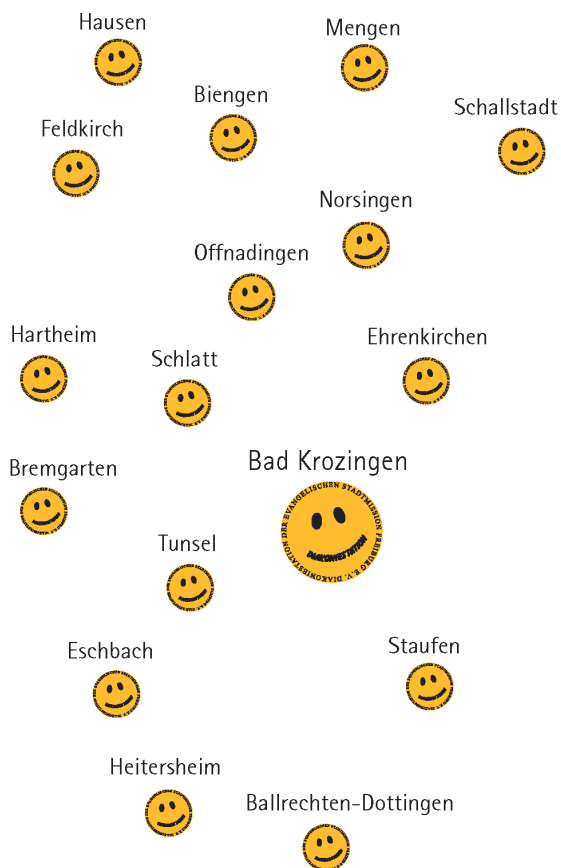 Hausen
Mengen
Biengen
Schallstadt
Feldkirch
Norsingen
Offnadingen
Hartheim
Ehrenkirchen
Schlatt
Bad Krozingen
DIAKONIESTATION DER EVANGELISCHEN STADTMISSION FREIBURG E.V.
DIAKONIESTATION
Bremgarten
Tunsel
Staufen
Eschbach
Heitersheim
Ballrechten-Dottingen